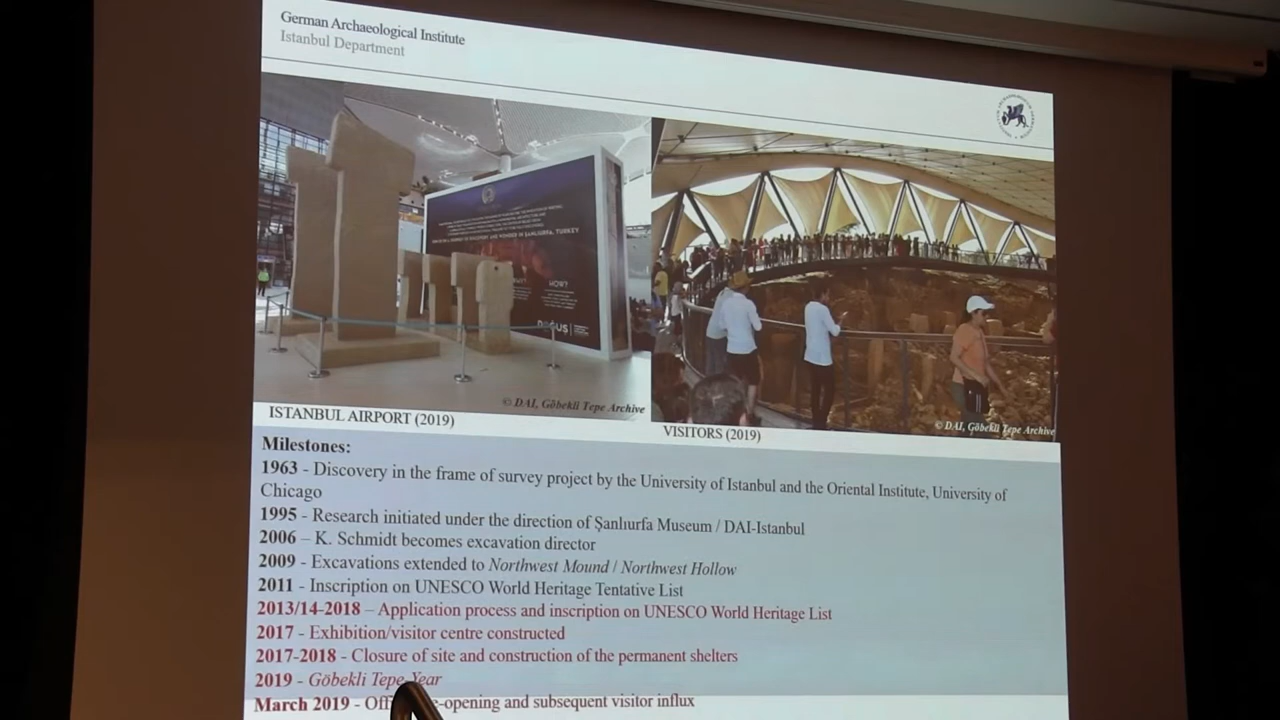 German Archaeological Institute
Istanbul Department
IN ŞANLIURFA, TURKEY
HOW?
© DAI, Göbekli Tepe Archive
© DAI, Göbekli Tepe Archive
ISTANBUL AIRPORT (2019)
VISITORS (2019)
Milestones:
1963 - Discovery in the frame of survey project by the University of Istanbul and the Oriental Institute, University of
Chicago
1995 - Research initiated under the direction of Şanlıurfa Museum / DAI-Istanbul
2006 – K. Schmidt becomes excavation director
2009 - Excavations extended to Northwest Mound / Northwest Hollow
2011 - Inscription on UNESCO World Heritage Tentative List
2013/14-2018 – Application process and inscription on UNESCO World Heritage List
2017 - Exhibition/visitor centre constructed
2017-2018 - Closure of site and construction of the permanent shelters
2019 - Göbekli Tepe Year
March 2019 - -opening and subsequent visitor influx